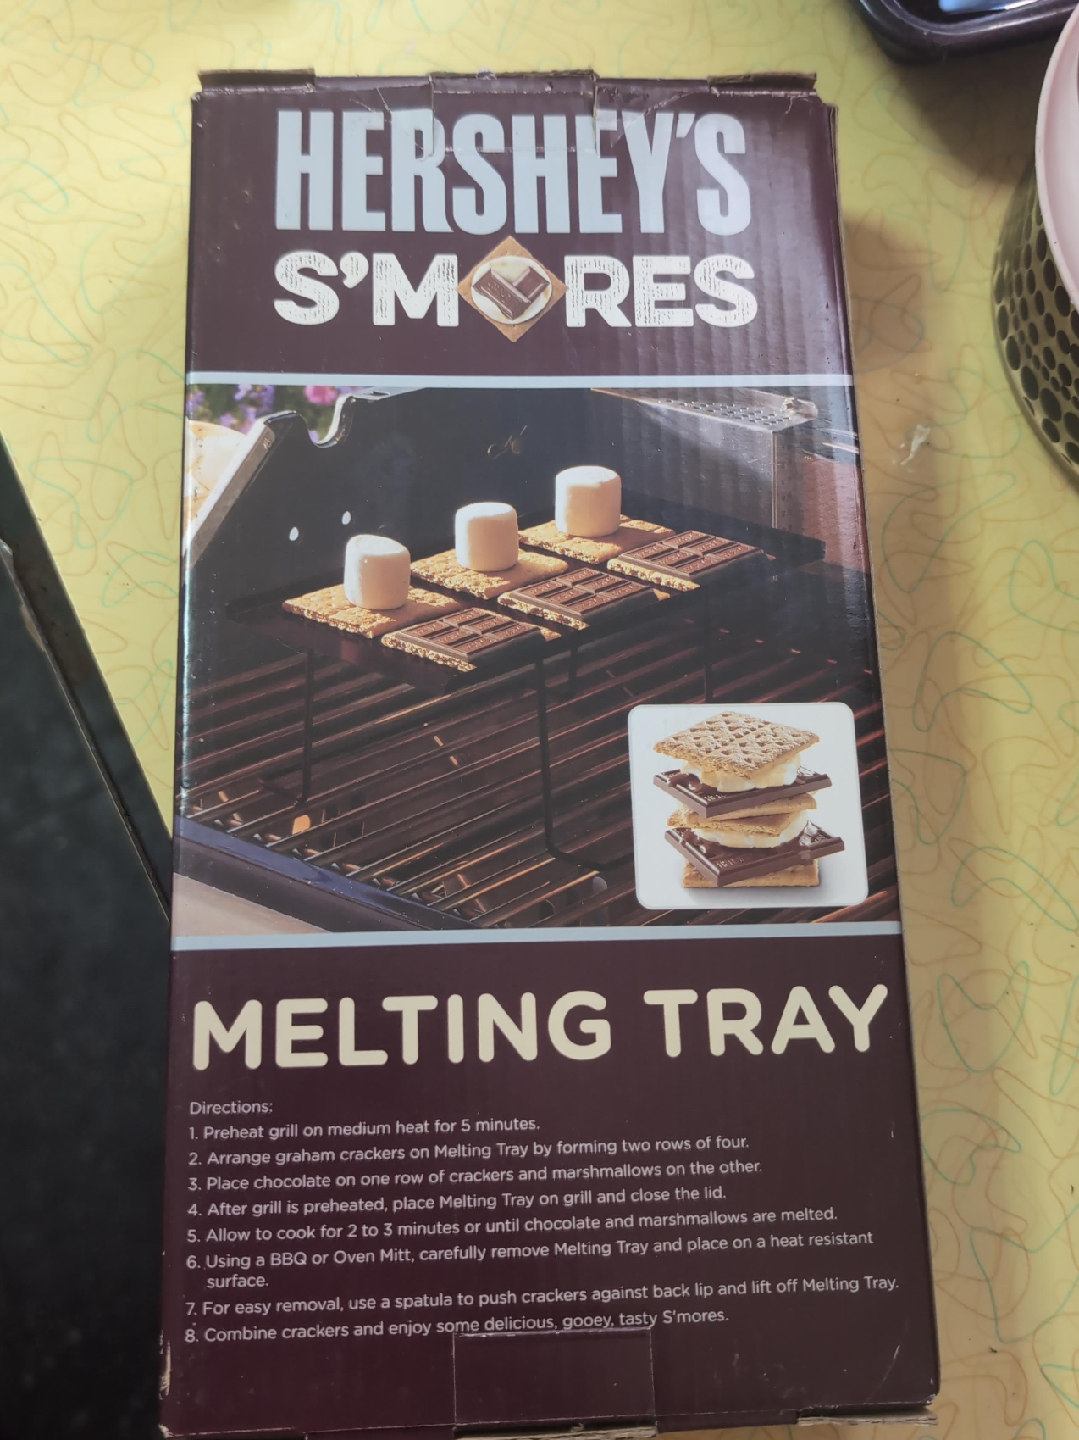 HERSHEY'S
S'MORES
MELTING TRAY
Directions:
1. Preheat grill on medium heat for 5 minutes.
2. Arrange graham crackers on Melting Tray by forming two rows of four.
3. Place chocolate on one row of crackers and marshmallows on the other.
4. After grill is preheated, place Melting Tray on grill and close the lid.
5. Allow to cook for 2 to 3 minutes or until chocolate and marshmallows are melted.
6. Using a BBQ or Oven Mitt, carefully remove Melting Tray and place on a heat resistant
surface.
7. For easy removal, use a spatula to push crackers against back lip and lift off Melting Tray.
8. Combine crackers and enjoy some delicious, gooey, tasty S'mores.